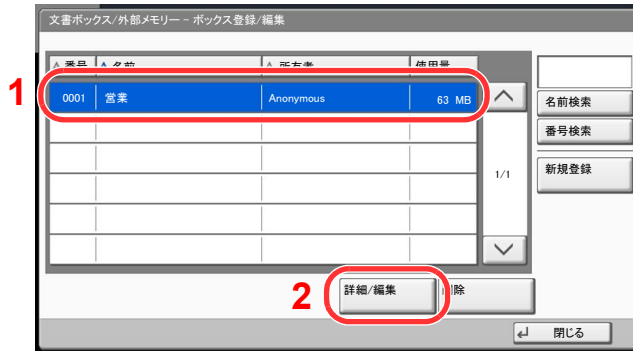 文書ボックス/外部メモリー - ボックス登録/編集
番号 名前 所有者 使用量
1
0001 営業 Anonymous 63 MB
名前検索
番号検索
1/1
新規登録
2
詳細/編集
除
閉じる